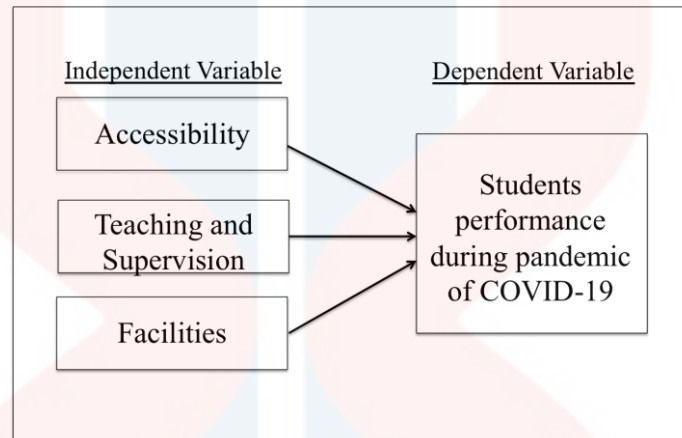 Independent Variable
Accessibility
Teaching and
Supervision
Facilities
Dependent Variable
Students
performance
during pandemic
of COVID-19